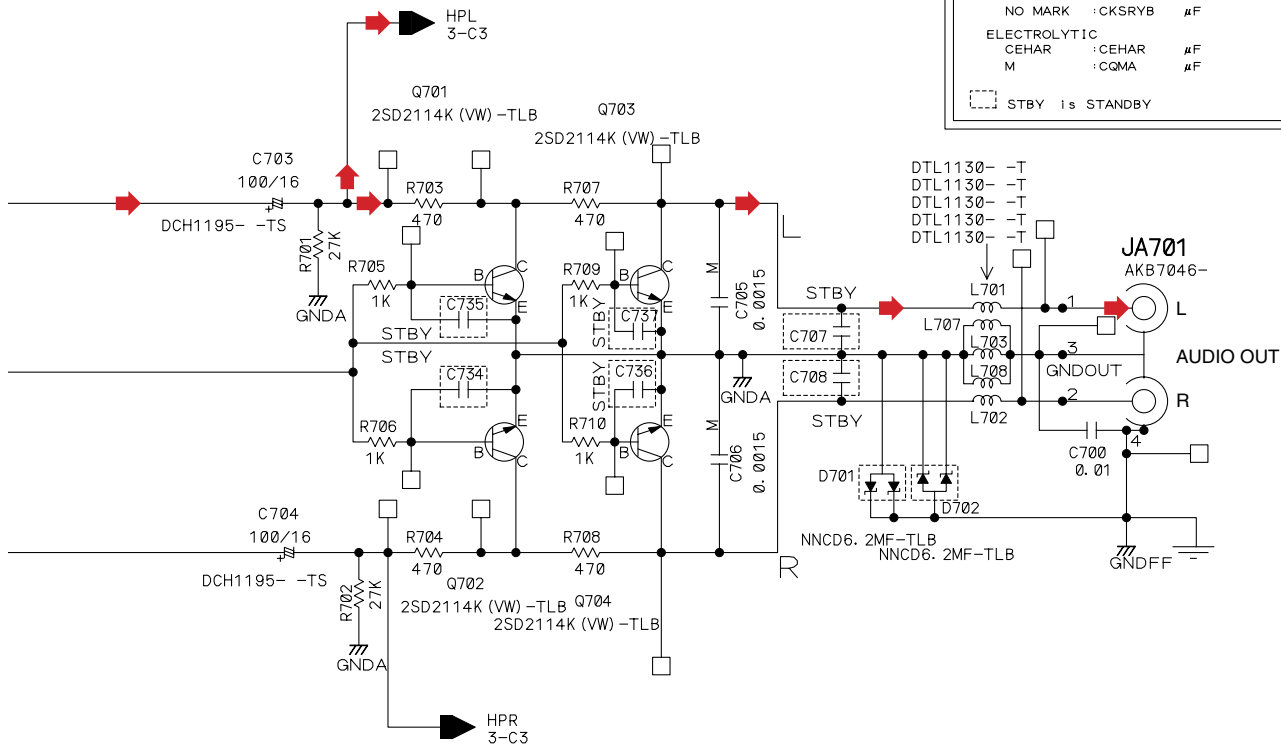 HPL
3-C3
NO MARK :CKSRYB μF
ELECTROLYTIC
CEHAR :CEHAR μF
M :CQMA μF
STBY is STANDBY
Q701
2SD2114K(VW)-TLB
Q703
2SD2114K(VW)-TLB
C703
100/16
DCH1195- -TS
R701
27K
GNDA
R703
470
R707
470
R705
1K
B
C
E
C735
STBY
STBY
C734
R709
1K
B
C
E
STBY
C737
STBY
C736
M
C705
0.0015
L
STBY
C707
C708
STBY
GNDA
DTL1130- -T
DTL1130- -T
DTL1130- -T
DTL1130- -T
DTL1130- -T
L701
L707
L703
L708
L702
JA701
AKB7046-
1
L
3
GNDOUT
AUDIO OUT
2
R
4
C700
0.01
R706
1K
B
E
C
R710
1K
B
E
C
M
C706
0.0015
D701
D702
NNCD6.2MF-TLB
NNCD6.2MF-TLB
GNDFF
C704
100/16
DCH1195- -TS
R702
27K
GNDA
R704
470
R708
470
Q702
2SD2114K(VW)-TLB
Q704
2SD2114K(VW)-TLB
R
HPR
3-C3